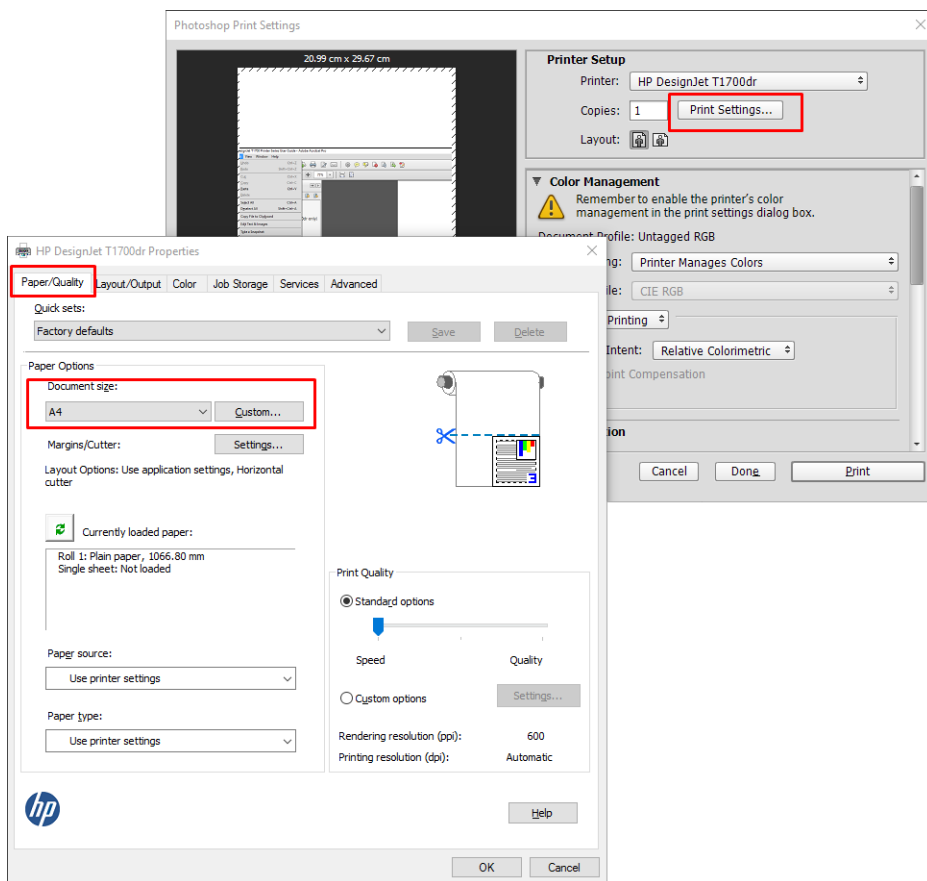 Photoshop Print Settings
20.99 cm x 29.67 cm
Printer Setup
Printer: HP DesignJet T1700dr
Copies: 1 Print Settings...
Layout:
Color Management
Remember to enable the printer's color
management in the print settings dialog box.
Document Profile: Untagged RGB
ng: Printer Manages Colors
ile: CIE RGB
Printing
Intent: Relative Colorimetric
oint Compensation
tion
Cancel Done Print
HP DesignJet T1700dr Properties
Paper/Quality Layout/Output Color Job Storage Services Advanced
Quick sets:
Factory defaults Save Delete
Paper Options
Document size:
A4 Custom...
Margins/Cutter: Settings...
Layout Options: Use application settings, Horizontal
cutter
Currently loaded paper:
Roll 1: Plain paper, 1066.80 mm
Single sheet: Not loaded
Paper source:
Use printer settings
Paper type:
Use printer settings
Print Quality
Standard options
Speed Quality
Custom options Settings...
Rendering resolution (ppi): 600
Printing resolution (dpi): Automatic
hp
Help
OK Cancel